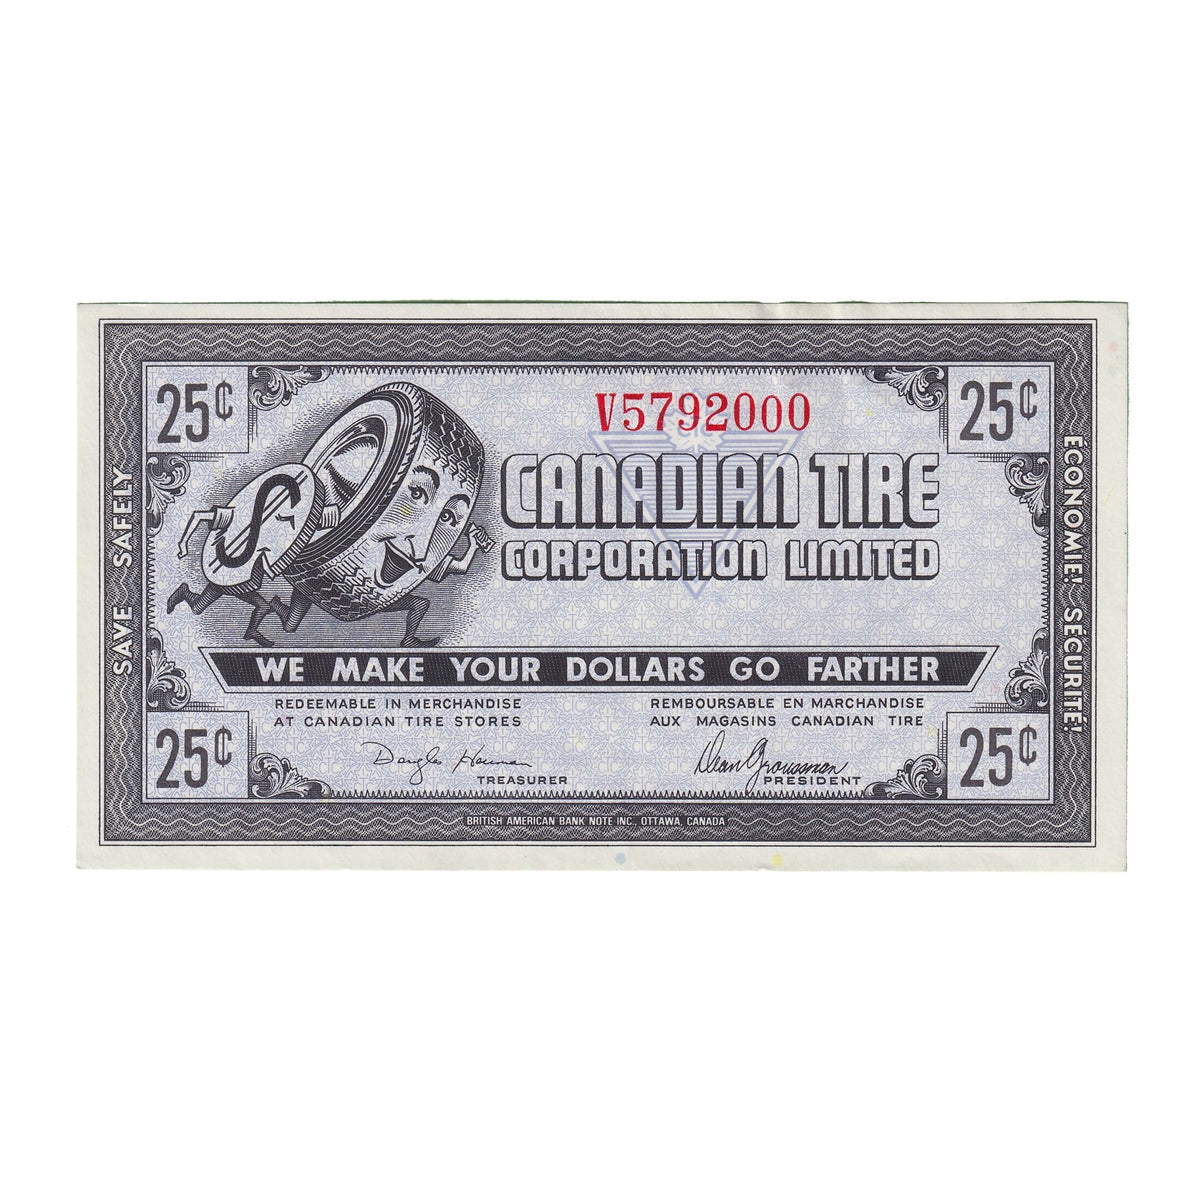 25¢
V5792000
25¢
CANADIAN TIRE
CORPORATION LIMITED
SAVE SAFELY
ÉCONOMIE! SÉCURITÉ!
$
WE MAKE YOUR DOLLARS GO FARTHER
REDEEMABLE IN MERCHANDISE
AT CANADIAN TIRE STORES
REMBOURSABLE EN MARCHANDISE
AUX MAGASINS CANADIAN TIRE
25¢
Dean Groussman
TREASURER
PRESIDENT
25¢
BRITISH AMERICAN BANK NOTE INC., OTTAWA, CANADA